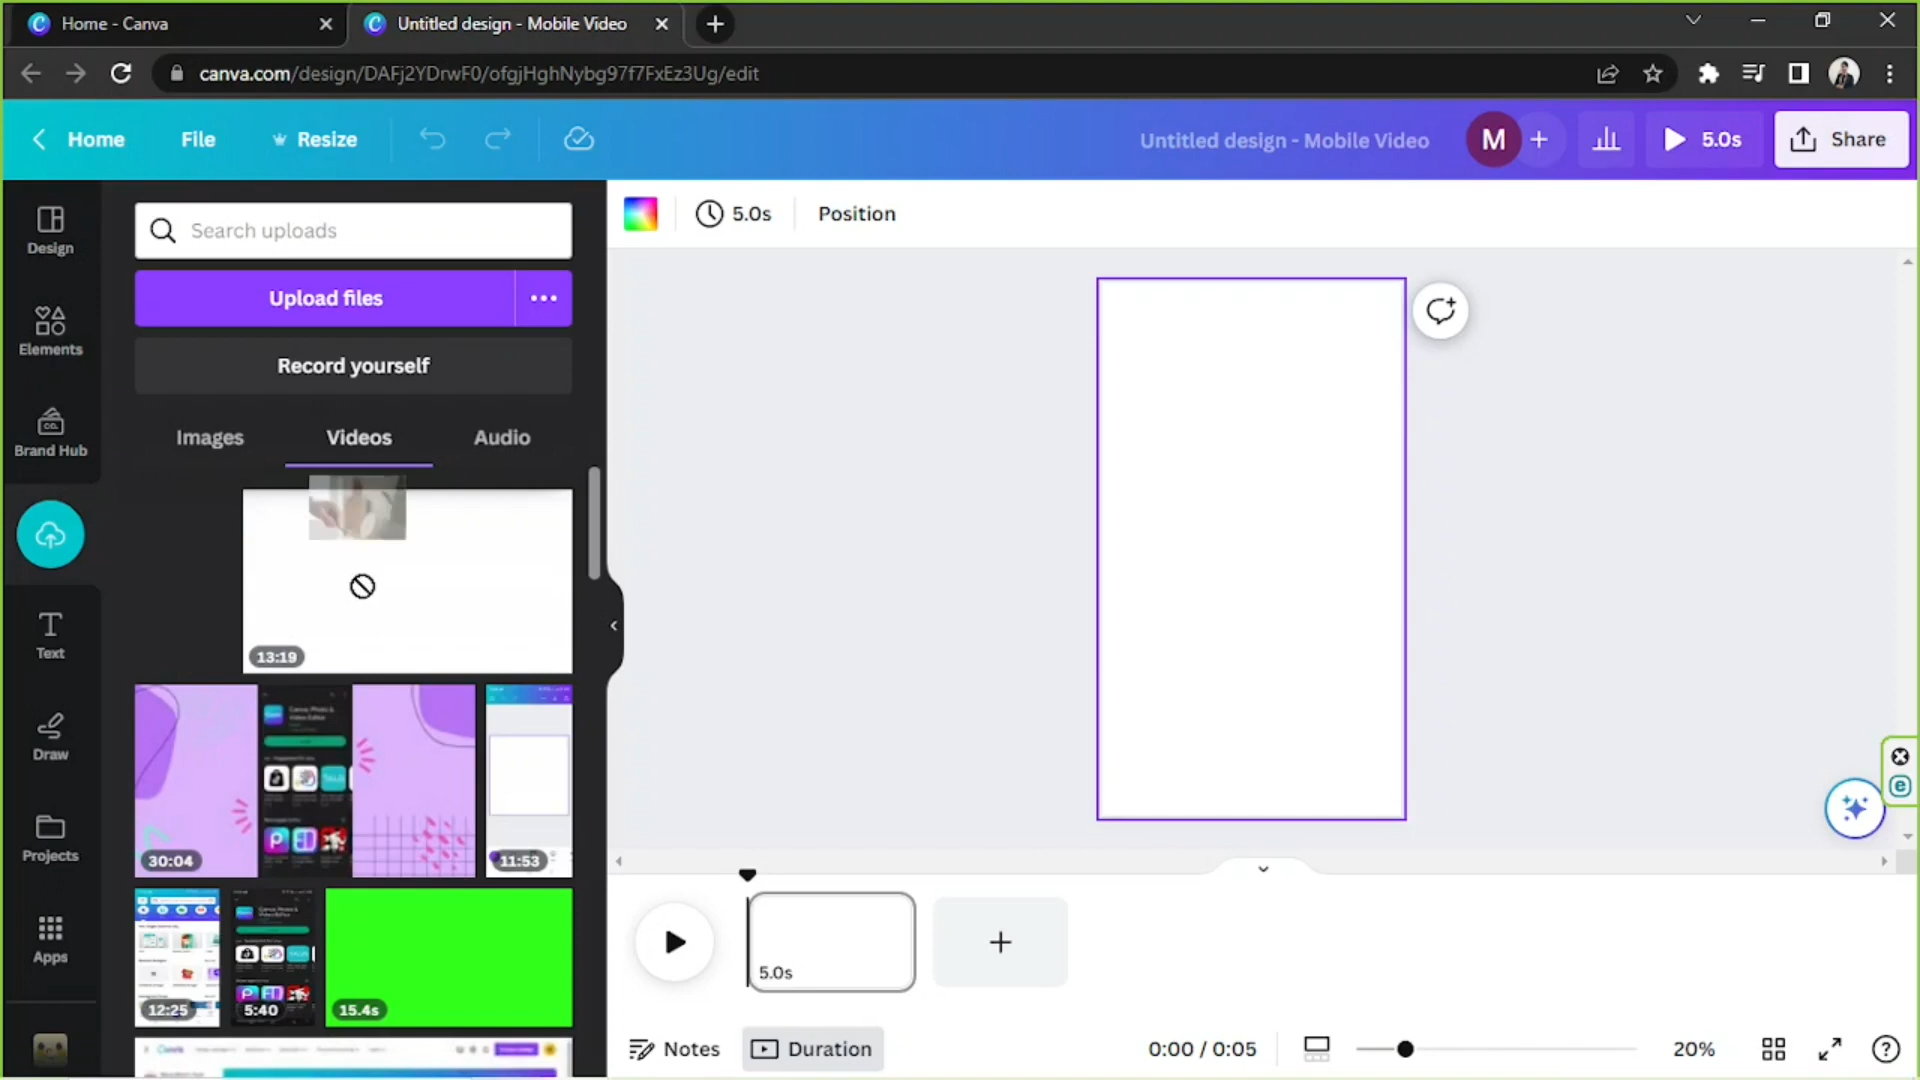 Home - Canva
Untitled design - Mobile Video
canva.com/design/DAFj2YDrwF0/ofgjHghNybg97f7FxEz3Ug/edit
Home
File
Resize
Untitled design - Mobile Video
M
5.0s
Share
Design
Elements
CO.
Brand Hub
Text
Draw
Projects
Apps
Search uploads
Upload files
Record yourself
Images
Videos
Audio
13:19
30:04
11:53
12:25
5:40
15.4s
5.0s
Position
5.0s
Notes
Duration
0:00 / 0:05
20%